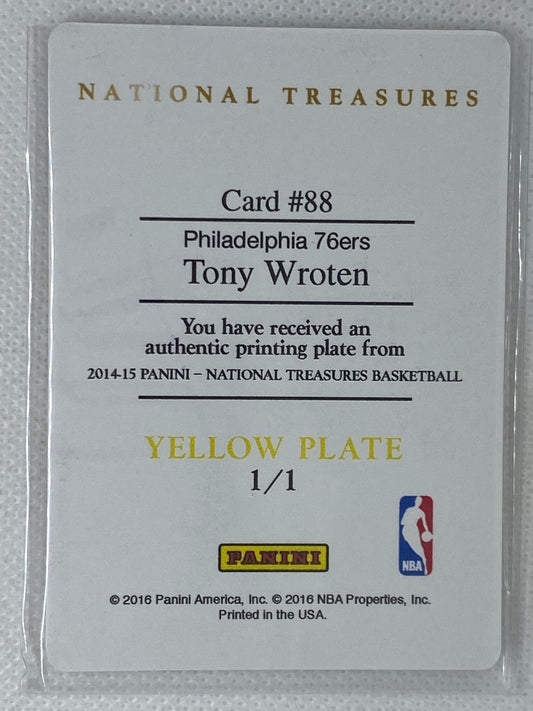 NATIONAL TREASURES
Card #88
Philadelphia 76ers
Tony Wroten
You have received an
authentic printing plate from
2014-15 PANINI – NATIONAL TREASURES BASKETBALL
YELLOW PLATE
1/1
NBA
PANINI
© 2016 Panini America, Inc. © 2016 NBA Properties, Inc.
Printed in the USA.